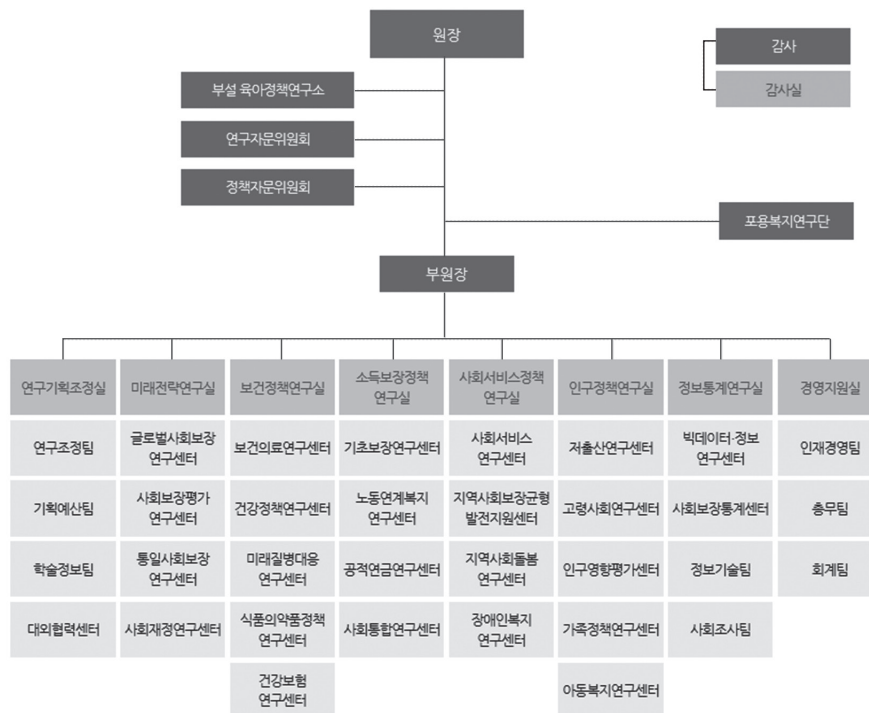 원장
감사
감사실
부설 육아정책연구소
연구자문위원회
정책자문위원회
포용복지연구단
부원장
연구기획조정실
미래전략연구실
보건정책연구실
소득보장정책
연구실
사회서비스정책
연구실
인구정책연구실
정보통계연구실
경영지원실
연구조정팀
글로벌사회보장
연구센터
보건의료연구센터
기초보장연구센터
사회서비스
연구센터
저출산연구센터
빅데이터·정보
연구센터
인재경영팀
기획예산팀
사회보장평가
연구센터
건강정책연구센터
노동연계복지
연구센터
지역사회보장균형
발전지원센터
고령사회연구센터
사회보장통계센터
총무팀
학술정보팀
통일사회보장
연구센터
미래질병대응
연구센터
공적연금연구센터
지역사회돌봄
연구센터
인구영향평가센터
정보기술팀
회계팀
대외협력센터
사회재정연구센터
식품의약품정책
연구센터
사회통합연구센터
장애인복지
연구센터
가족정책연구센터
사회조사팀
건강보험
연구센터
아동복지연구센터